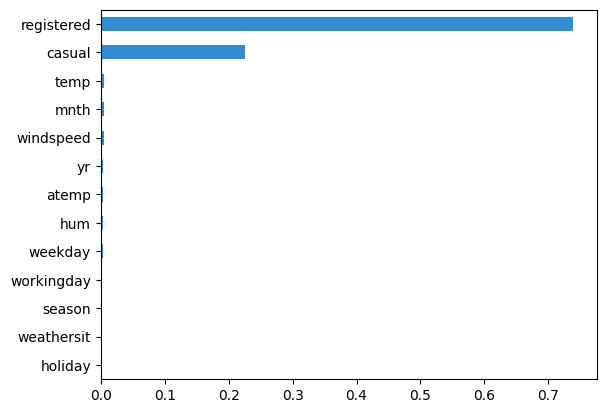 registered
casual
temp
mnth
windspeed
yr
atemp
hum
weekday
workingday
season
weathersit
holiday
0.0 0.1 0.2 0.3 0.4 0.5 0.6 0.7